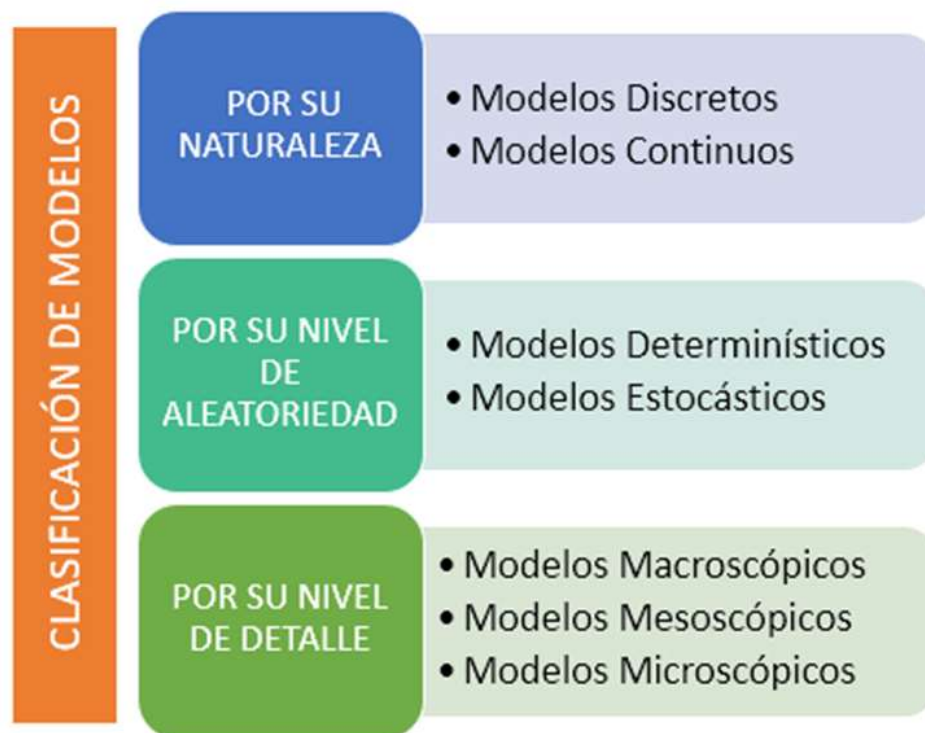 CLASIFICACIÓN DE MODELOS
POR SU
NATURALEZA
• Modelos Discretos
• Modelos Continuos
POR SU NIVEL
DE
ALEATORIEDAD
• Modelos Determinísticos
• Modelos Estocásticos
POR SU NIVEL
DE DETALLE
• Modelos Macroscópicos
• Modelos Mesoscópicos
• Modelos Microscópicos